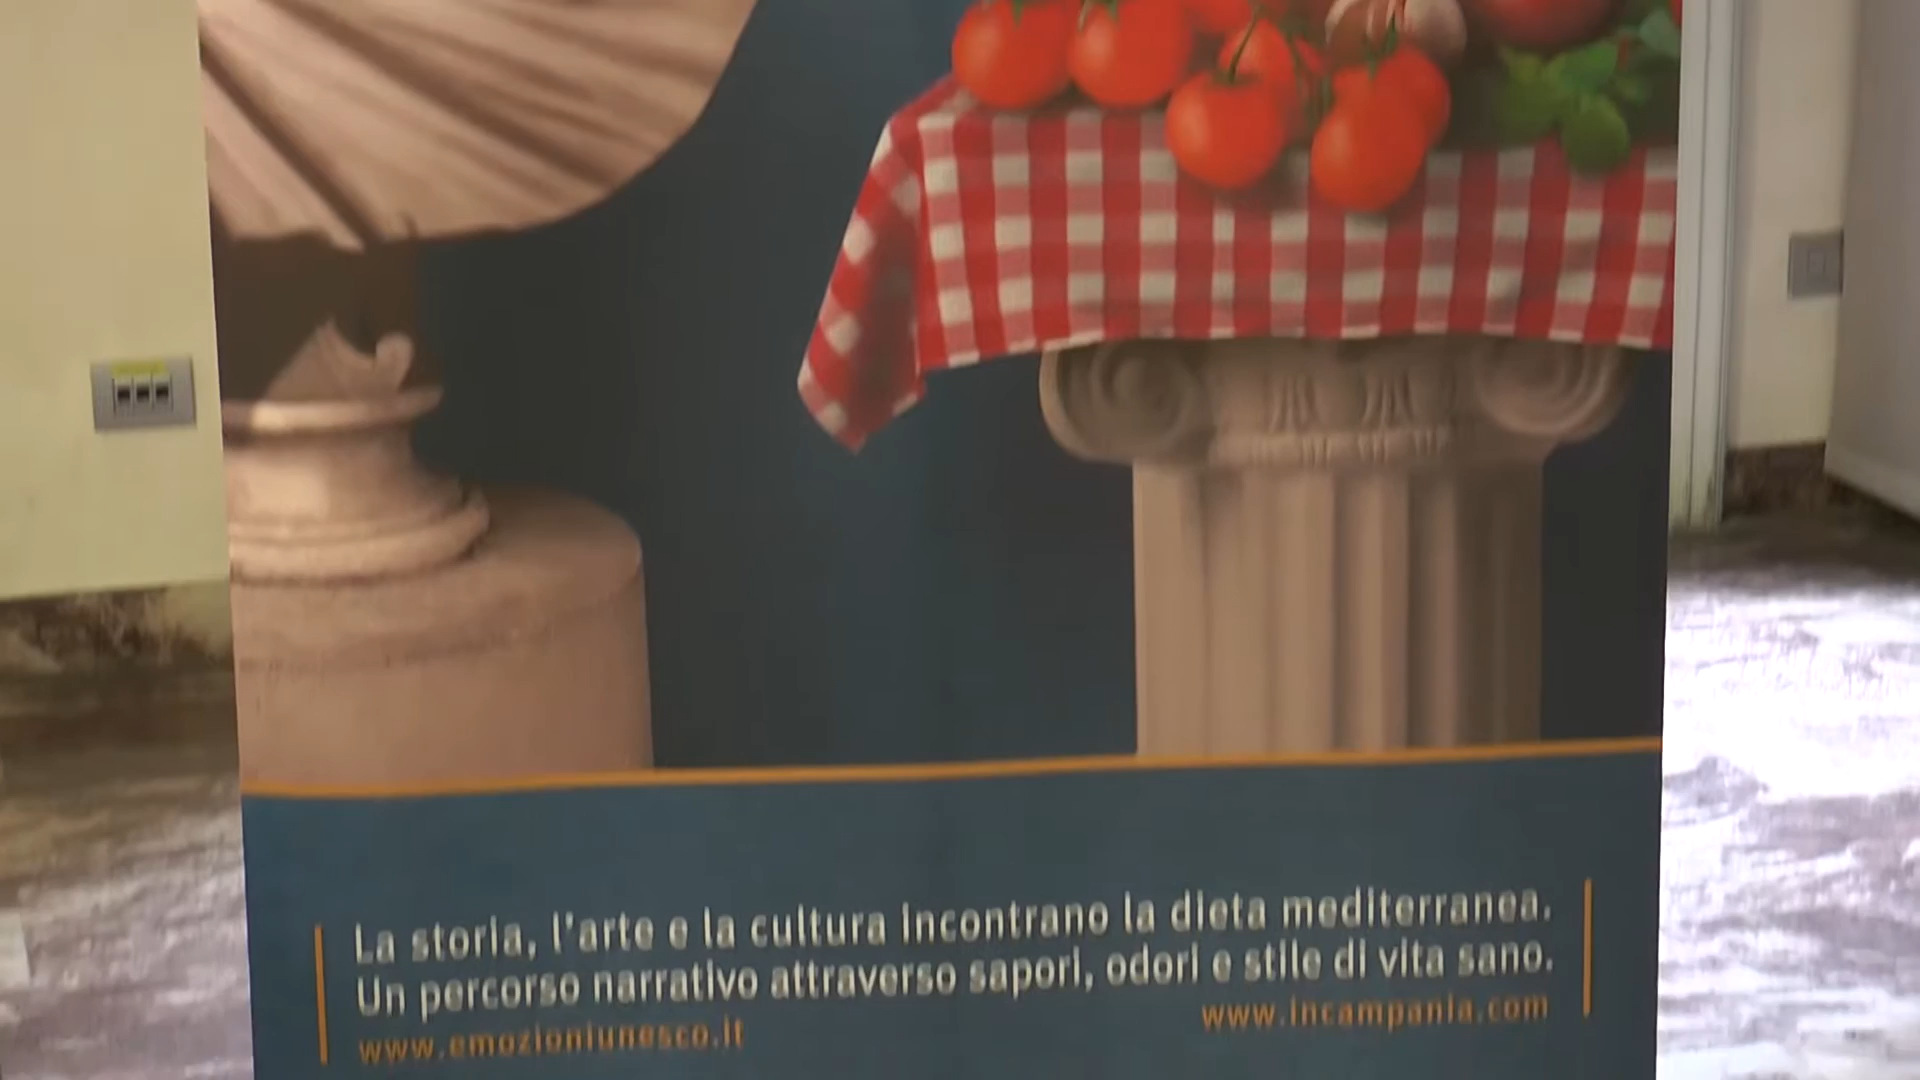 La storia, l'arte e la cultura incontrano la dieta mediterranea.
Un percorso narrativo attraverso sapori, odori e stile di vita sano.
www.emozioniunesco.it
www.incampania.com